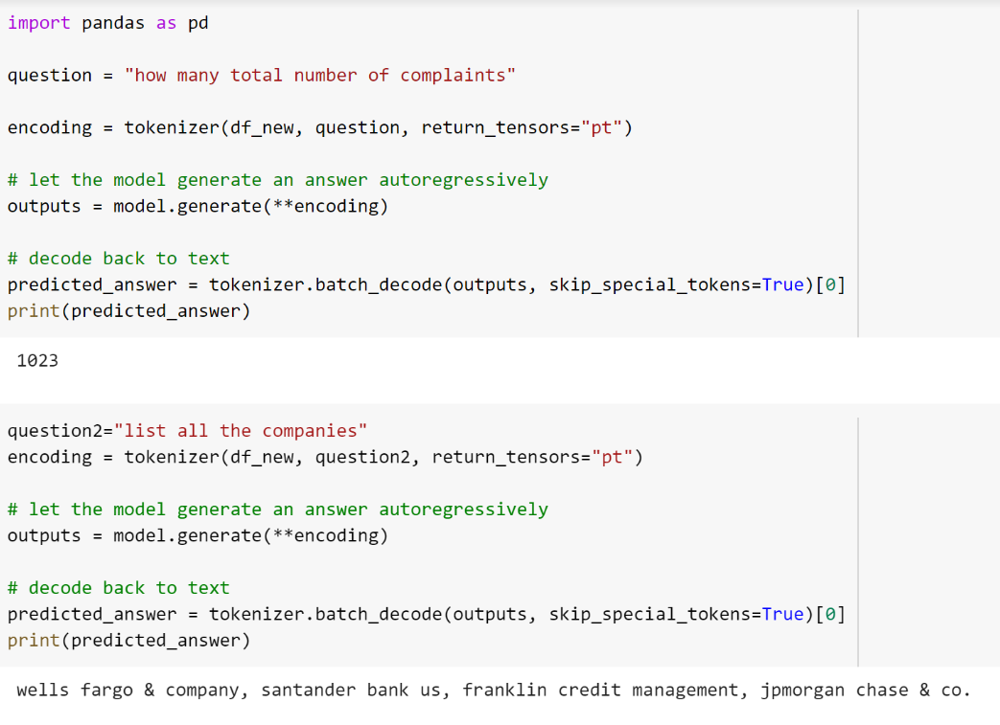 import pandas as pd
question = "how many total number of complaints"
encoding = tokenizer(df_new, question, return_tensors="pt")
# let the model generate an answer autoregressively
outputs = model.generate(**encoding)
# decode back to text
predicted_answer = tokenizer.batch_decode(outputs, skip_special_tokens=True)[0]
print(predicted_answer)
1023
question2="list all the companies"
encoding = tokenizer(df_new, question2, return_tensors="pt")
# let the model generate an answer autoregressively
outputs = model.generate(**encoding)
# decode back to text
predicted_answer = tokenizer.batch_decode(outputs, skip_special_tokens=True)[0]
print(predicted_answer)
wells fargo & company, santander bank us, franklin credit management, jpmorgan chase & co.